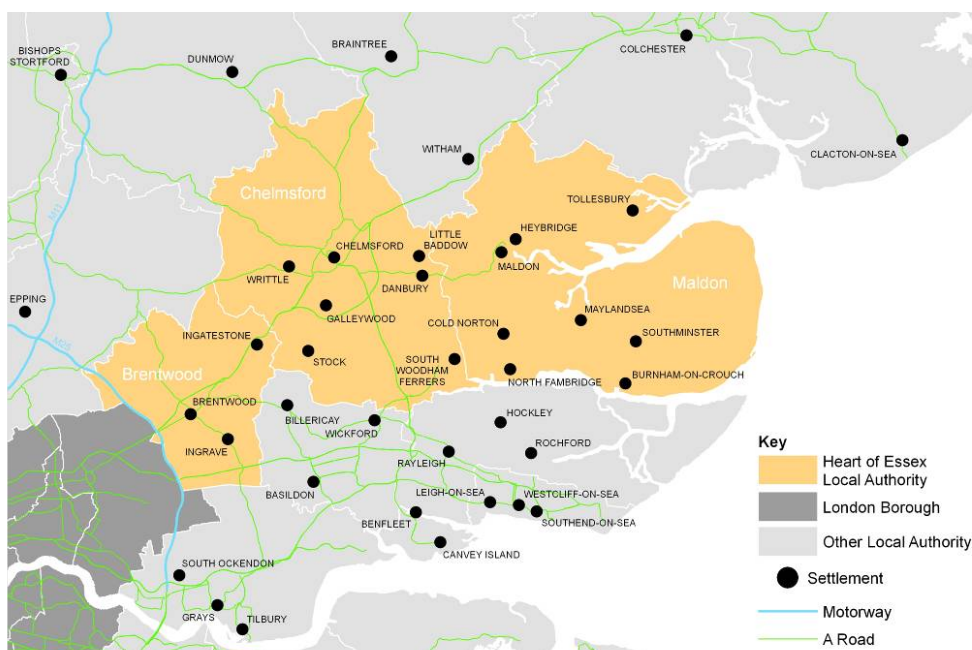 BISHOPS
STORTFORD
DUNMOW
BRAINTREE
COLCHESTER
CLACTON-ON-SEA
WITHAM
M11
Chelmsford
TOLLESBURY
HEYBRIDGE
LITTLE
BADDOW
CHELMSFORD
MALDON
WRITTLE
DANBURY
Maldon
EPPING
GALLEYWOOD
MAYLANDSEA
COLD NORTON
SOUTHMINSTER
M25
INGATESTONE
STOCK
SOUTH
WOODHAM
FERRERS
NORTH FAMBRIDGE
BURNHAM-ON-CROUCH
Brentwood
BRENTWOOD
BILLERICAY
WICKFORD
HOCKLEY
INGRAVE
ROCHFORD
RAYLEIGH
BASILDON
LEIGH-ON-SEA
WESTCLIFF-ON-SEA
BENFLEET
SOUTHEND-ON-SEA
CANVEY ISLAND
SOUTH OCKENDON
GRAYS
TILBURY
Key
Heart of Essex
Local Authority
London Borough
Other Local Authority
Settlement
Motorway
A Road